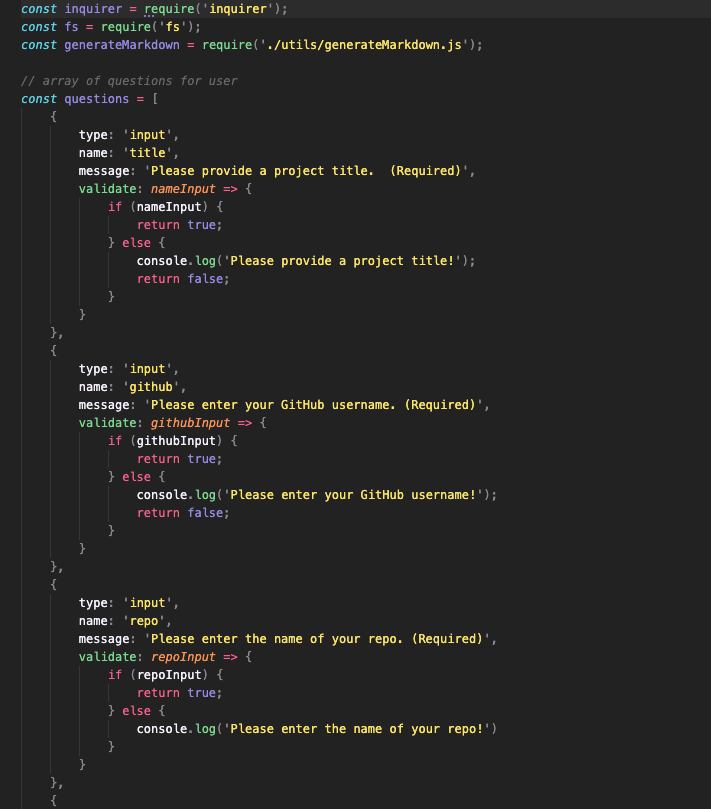 const inquirer = require('inquirer');
const fs = require('fs');
const generateMarkdown = require('./utils/generateMarkdown.js');

// array of questions for user
const questions = [
    {
        type: 'input',
        name: 'title',
        message: 'Please provide a project title.  (Required)',
        validate: nameInput => {
            if (nameInput) {
                return true;
            } else {
                console.log('Please provide a project title!');
                return false;
            }
        }
    },
    {
        type: 'input',
        name: 'github',
        message: 'Please enter your GitHub username. (Required)',
        validate: githubInput => {
            if (githubInput) {
                return true;
            } else {
                console.log('Please enter your GitHub username!');
                return false;
            }
        }
    },
    {
        type: 'input',
        name: 'repo',
        message: 'Please enter the name of your repo. (Required)',
        validate: repoInput => {
            if (repoInput) {
                return true;
            } else {
                console.log('Please enter the name of your repo!')
            }
        }
    },
    {